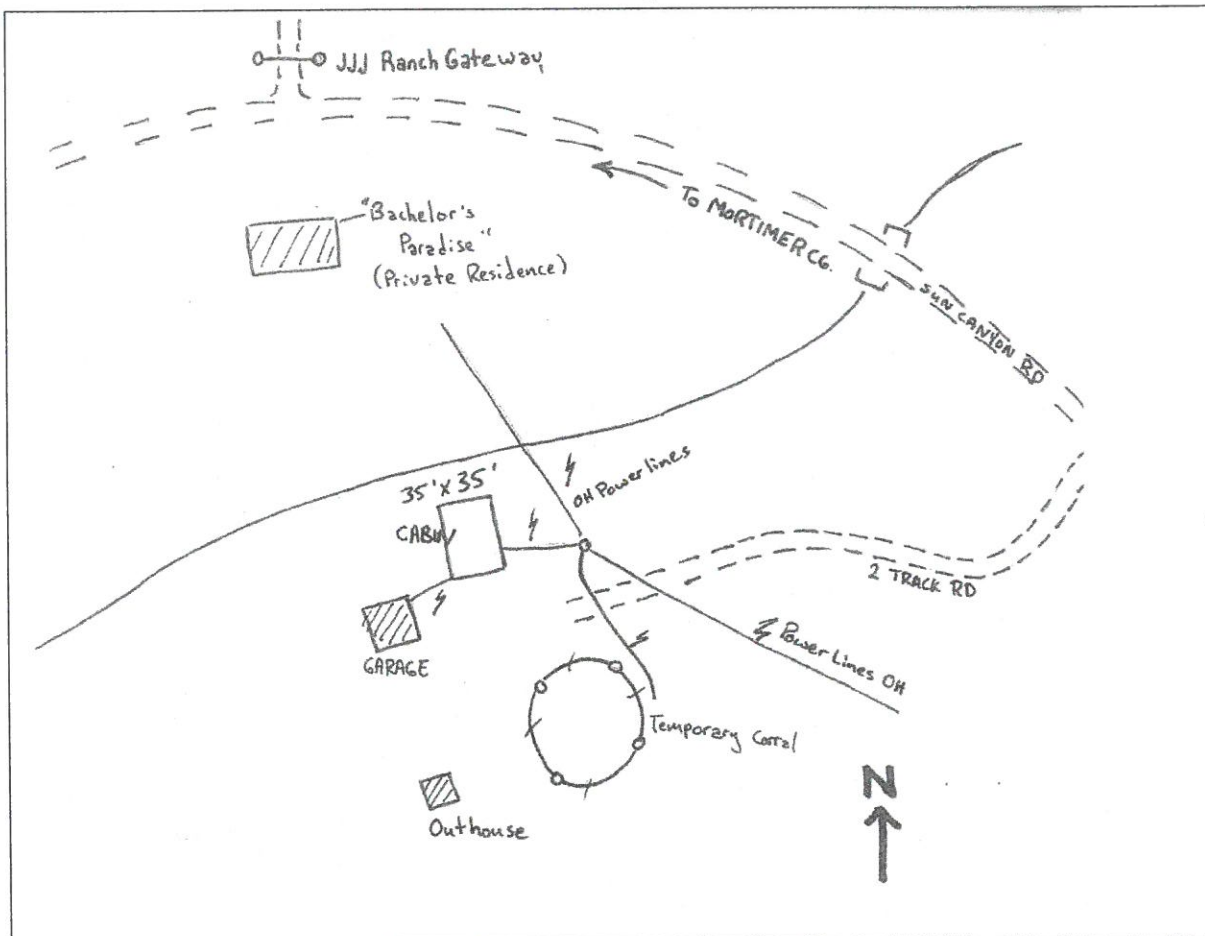 JJJ Ranch Gateway
"Bachelor's
Paradise"
(Private Residence)
TO MORTIMER CG.
SUN CANYON RD
OH Powerlines
35' X 35'
CABIN
2 TRACK RD
GARAGE
Power Lines OH
Temporary Corral
Outhouse
N